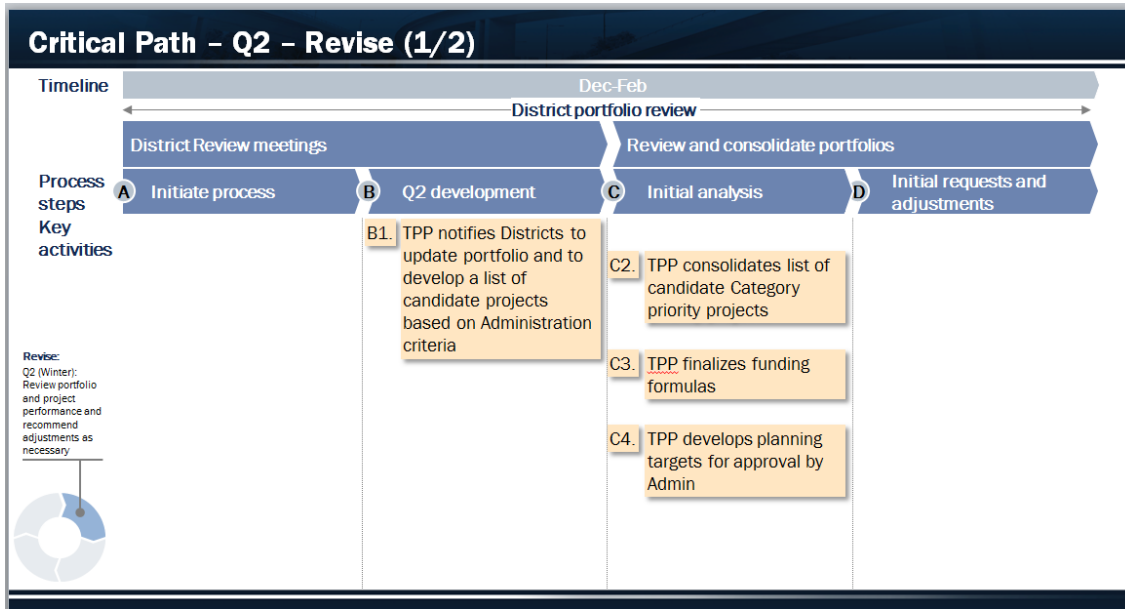 Critical Path – Q2 – Revise (1/2)
Timeline
Dec-Feb
District portfolio review
District Review meetings
Review and consolidate portfolios
Process
steps
A
Initiate process
B
Q2 development
C
Initial analysis
D
Initial requests and
adjustments
Key
activities
B1.
TPP notifies Districts to
update portfolio and to
develop a list of
candidate projects
based on Administration
criteria
C2.
TPP consolidates list of
candidate Category
priority projects
C3.
TPP finalizes funding
formulas
C4.
TPP develops planning
targets for approval by
Admin
Revise:
Q2 (Winter):
Review portfolio
and project
performance and
recommend
adjustments as
necessary